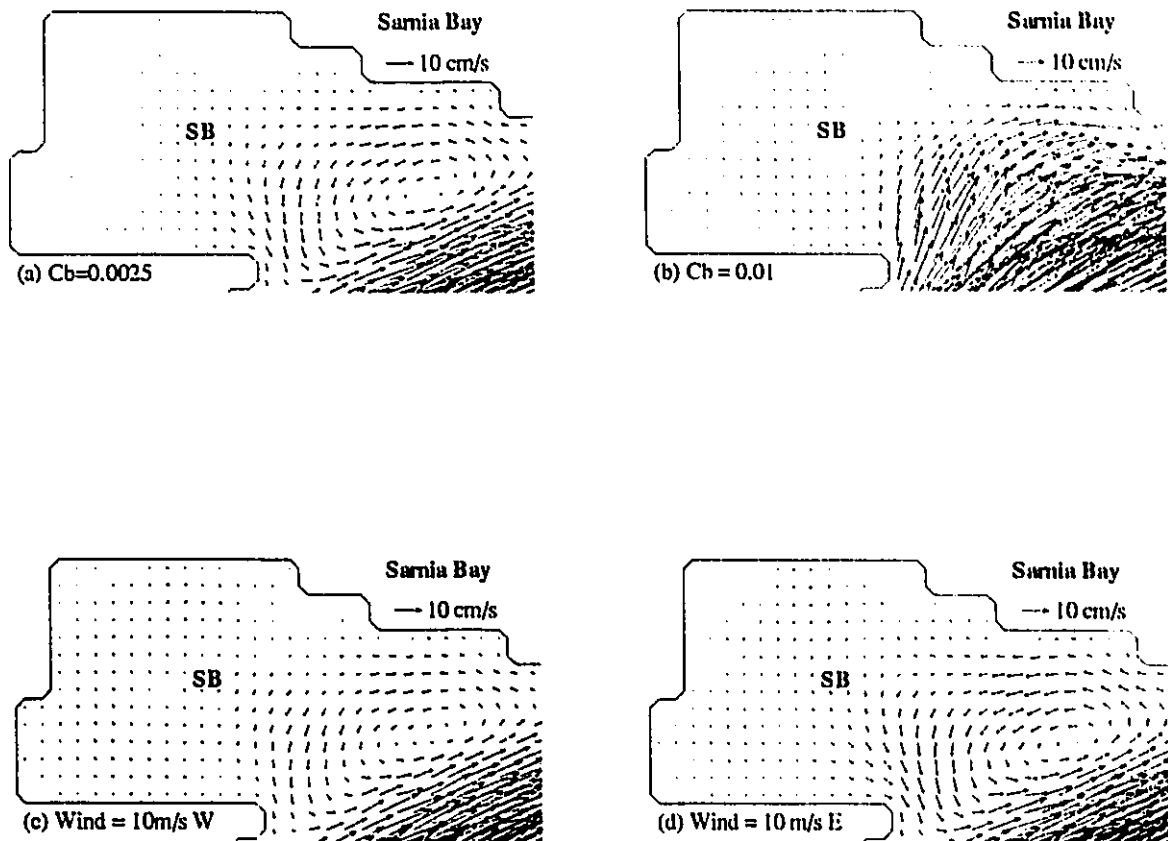 Sarnia Bay
10 cm/s
SB
(a) Cb=0.0025
Sarnia Bay
10 cm/s
SB
(b) Cb = 0.01
Sarnia Bay
10 cm/s
SB
(c) Wind = 10m/s W
Sarnia Bay
10 cm/s
SB
(d) Wind = 10 m/s E